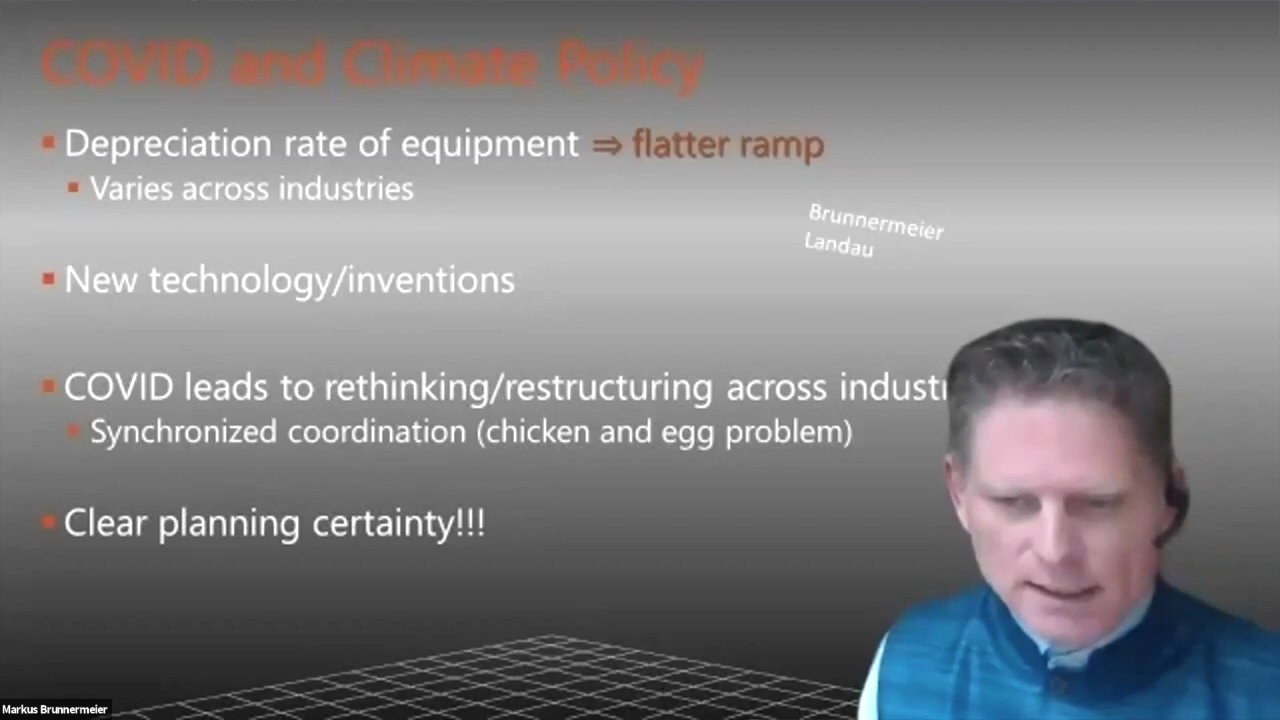 COVID and Climate Policy
Depreciation rate of equipment ⇒ flatter ramp
Varies across industries
Brunnermeier
Landau
New technology/inventions
COVID leads to rethinking/restructuring across industr
Synchronized coordination (chicken and egg problem)
Clear planning certainty!!!
Markus Brunnermeier